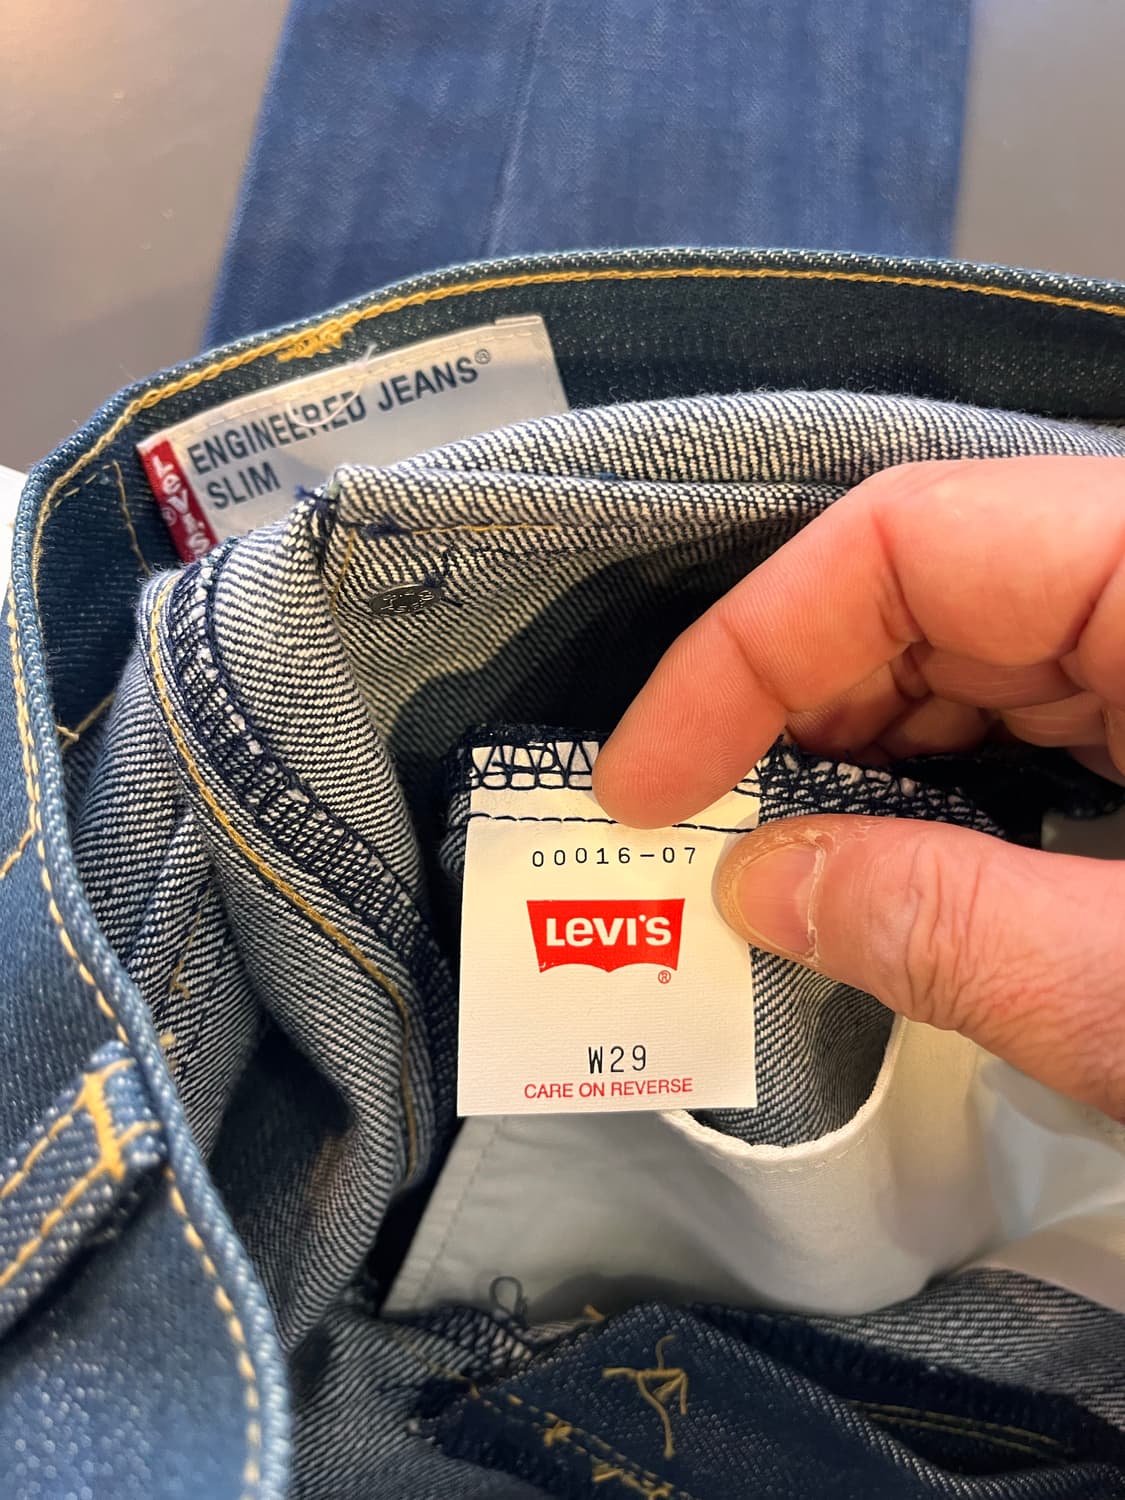 ENGINEERED JEANS®
SLIM
LEVI'S
®
00016-07
LEVI'S
®
W29
CARE ON REVERSE